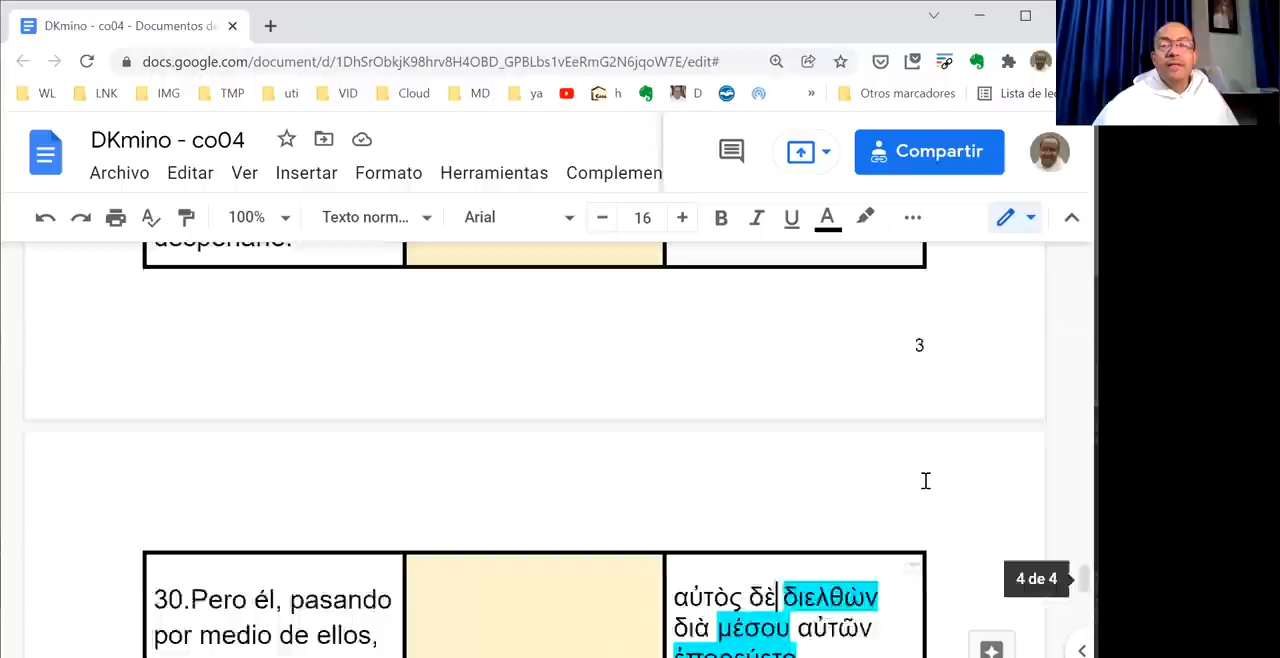 DKmino - co04 - Documentos de
docs.google.com/document/d/1DhSrObkjK98hrv8H4OBD_GPBLbs1vEeRmG2N6jqoW7E/edit#
WL LNK IMG TMP uti VID Cloud MD ya h D » Otros marcadores Lista de lec
DKmino - co04
Compartir
Archivo Editar Ver Insertar Formato Herramientas Complemen
100% Texto norm... Arial 16 B I U A
despeñarlo.
3
4 de 4
30.Pero él, pasando
por medio de ellos,
αὐτὸς δὲ διελθὼν
διὰ μέσου αὐτῶν
ἐπορεύετο